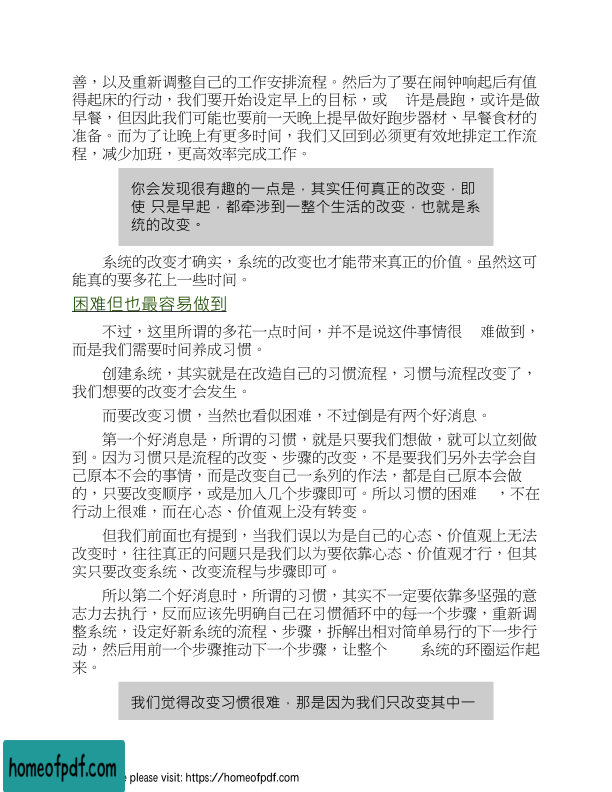 善，以及重新调整自己的工作安排流程。然后为了要在闹钟响起后有值
得起床的行动，我们要开始设定早上的目标，或 许是晨跑，或许是做
早餐，但因此我们可能也要前一天晚上提早做好跑步器材、早餐食材的
准备。而为了让晚上有更多时间，我们又回到必须更有效地排定工作流
程，减少加班，更高效率完成工作。
你会发现很有趣的一点是，其实任何真正的改变，即
使 只是早起，都牵涉到一整个生活的改变，也就是系
统的改变。
系统的改变才确实，系统的改变也才能带来真正的价值。虽然这可
能真的要多花上一些时间。
困难但也最容易做到
不过，这里所谓的多花一点时间，并不是说这件事情很 难做到，
而是我们需要时间养成习惯。
创建系统，其实就是在改造自己的习惯流程，习惯与流程改变了，
我们想要的改变才会发生。
而要改变习惯，当然也看似困难，不过倒是有两个好消息。
第一个好消息是，所谓的习惯，就是只要我们想做，就可以立刻做
到。因为习惯只是流程的改变、步骤的改变，不是要我们另外去学会自
己原本不会的事情，而是改变自己一系列的作法，都是自己原本会做
的，只要改变顺序，或是加入几个步骤即可。所以习惯的困难 ，不在
行动上很难，而在心态、价值观上没有转变。
但我们前面也有提到，当我们误以为是自己的心态、价值观上无法
改变时，往往真正的问题只是我们以为要依靠心态、价值观才行，但其
实只要改变系统、改变流程与步骤即可。
所以第二个好消息时，所谓的习惯，其实不一定要依靠多坚强的意
志力去执行，反而应该先明确自己在习惯循环中的每一个步骤，重新调
整系统，设定好新系统的流程、步骤，拆解出相对简单易行的下一步行
动，然后用前一个步骤推动下一个步骤，让整个 系统的环圈运作起
来。
我们觉得改变习惯很难，那是因为我们只改变其中一
homeofpdf.com
e please visit: https://homeofpdf.com